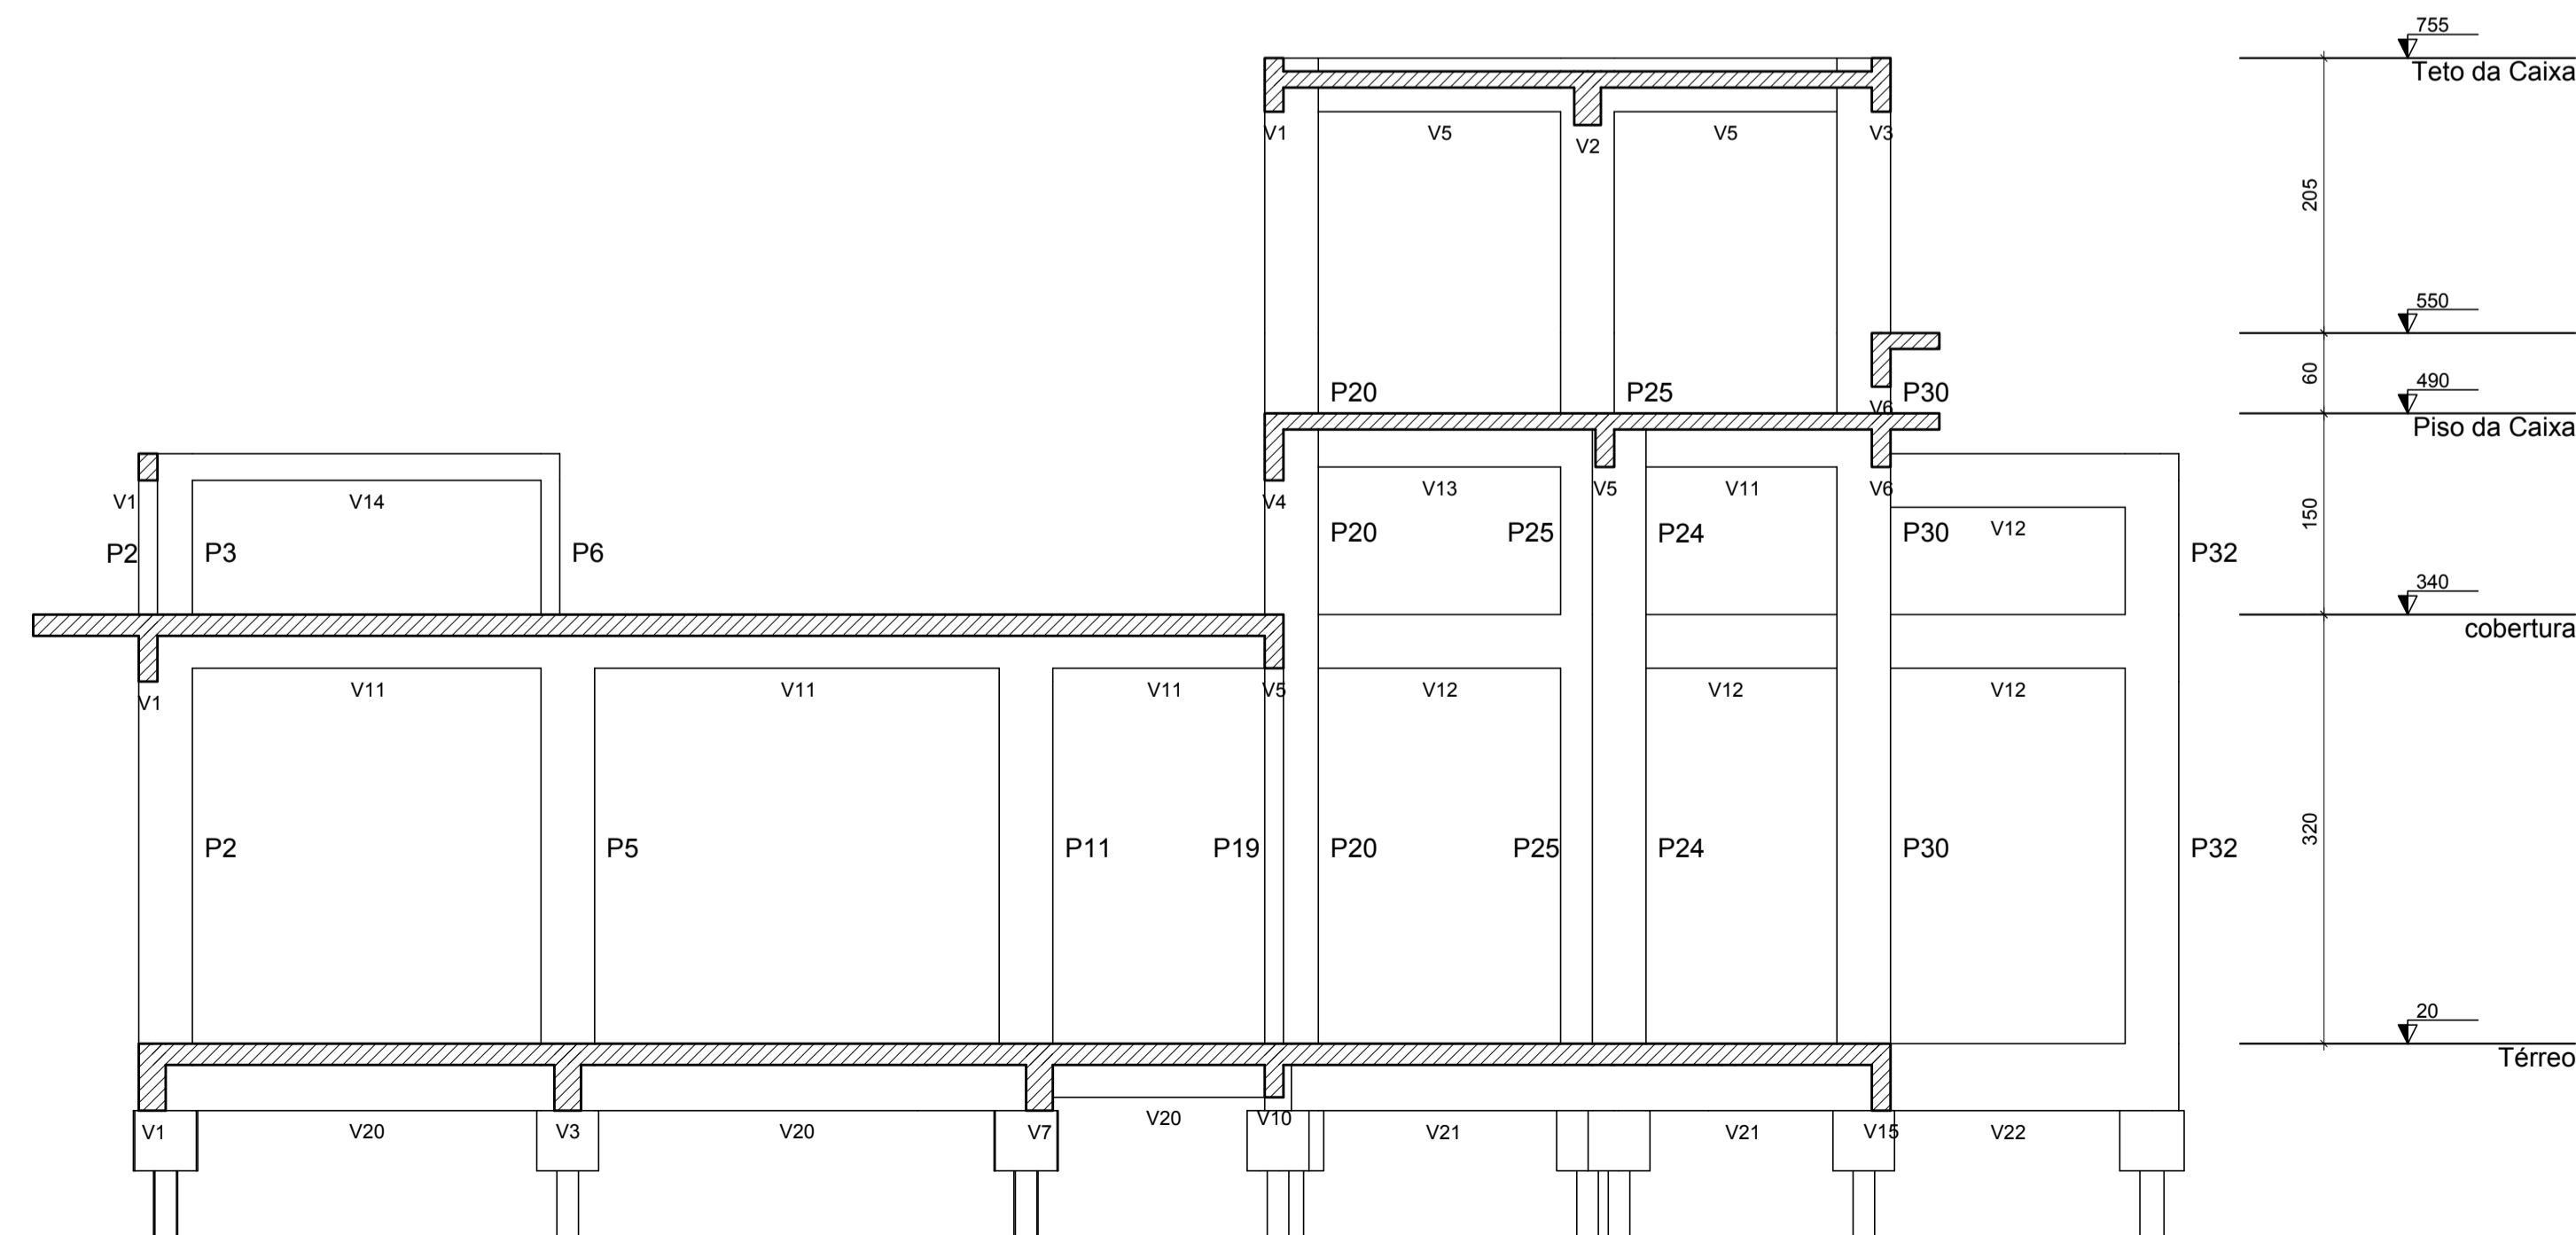 755
Teto da Caixa
V1
V5
V2
V5
V3
205
550
60
490
Piso da Caixa
P20
P25
V6
P30
V1
V14
P2
P3
P6
V4
V13
V5
V11
V6
P20
P25
P24
P30
V12
P32
150
340
cobertura
V1
V11
V11
V11
V5
V12
V12
V12
P2
P5
P11
P19
P20
P25
P24
P30
P32
320
20
Térreo
V1
V20
V3
V20
V7
V20
V10
V21
V21
V15
V22